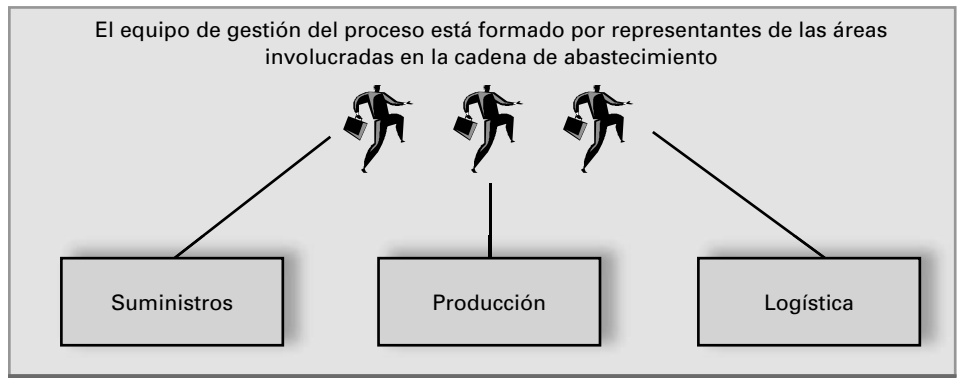 El equipo de gestión del proceso está formado por representantes de las áreas
involucradas en la cadena de abastecimiento
Suministros
Producción
Logística